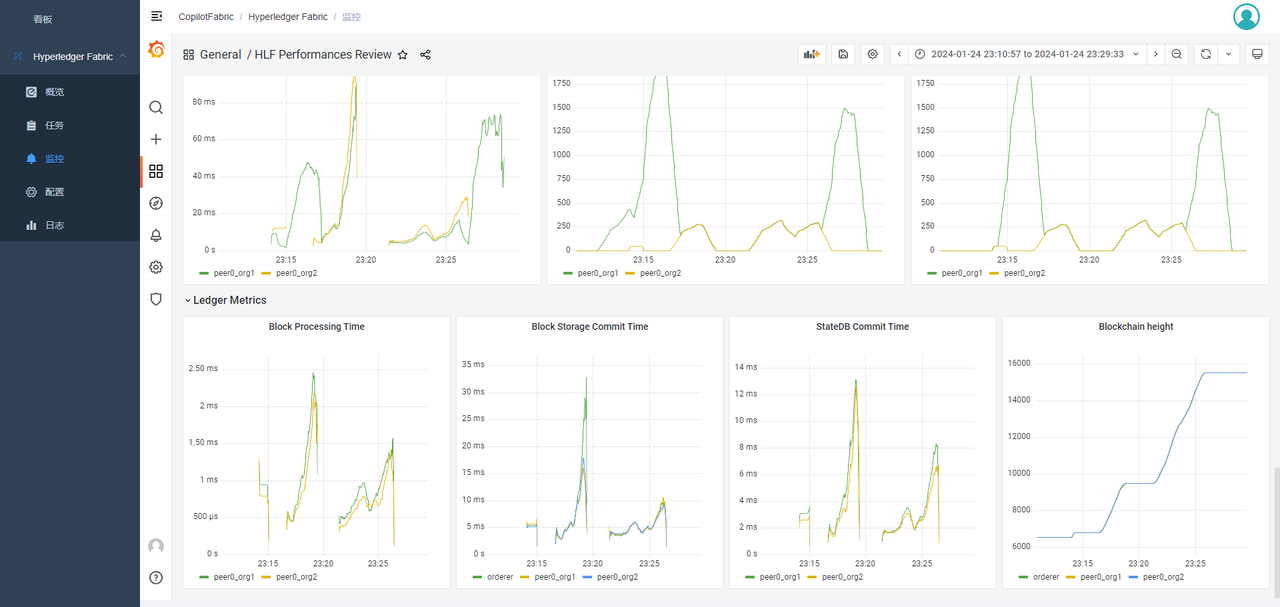 看板
CopilotFabric / Hyperledger Fabric / 监控
Hyperledger Fabric
General / HLF Performances Review
2024-01-24 23:10:57 to 2024-01-24 23:29:33
概览
任务
监控
配置
日志
80 ms
60 ms
40 ms
20 ms
0 s
23:15 23:20 23:25
peer0_org1 peer0_org2
1750
1500
1250
1000
750
500
250
0
23:15 23:20 23:25
peer0_org1 peer0_org2
1750
1500
1250
1000
750
500
250
0
23:15 23:20 23:25
peer0_org1 peer0_org2
Ledger Metrics
Block Processing Time
2.50 ms
2 ms
1.50 ms
1 ms
500 µs
0 s
23:15 23:20 23:25
peer0_org1 peer0_org2
Block Storage Commit Time
35 ms
30 ms
25 ms
20 ms
15 ms
10 ms
5 ms
0 s
23:15 23:20 23:25
orderer peer0_org1 peer0_org2
StateDB Commit Time
14 ms
12 ms
10 ms
8 ms
6 ms
4 ms
2 ms
0 s
23:15 23:20 23:25
peer0_org1 peer0_org2
Blockchain height
16000
14000
12000
10000
8000
6000
23:15 23:20 23:25
orderer peer0_org1 peer0_org2